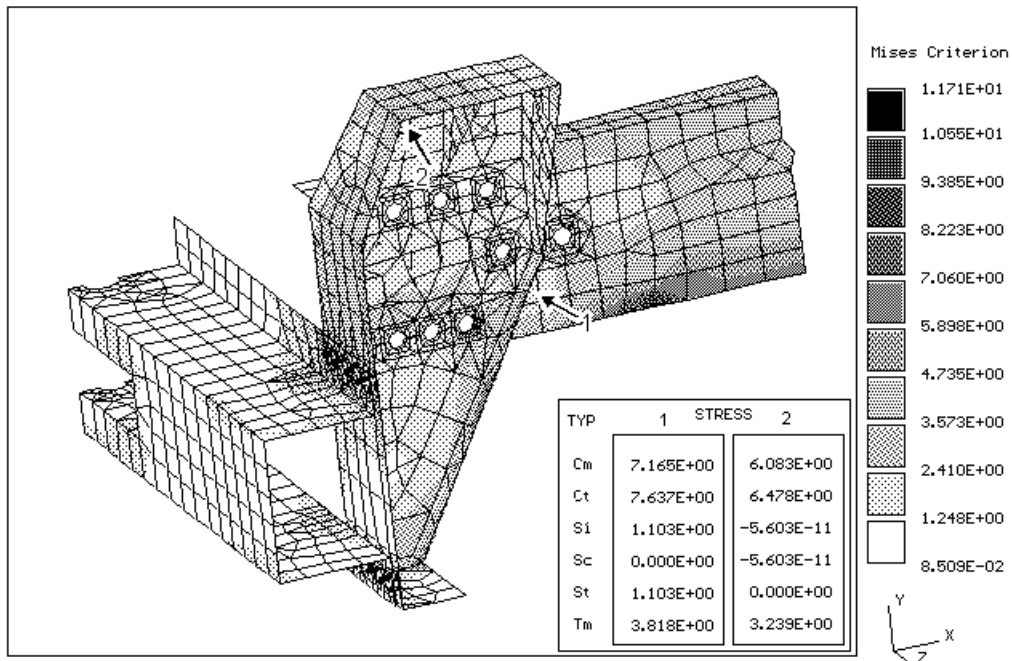 Mises Criterion
1.171E+01
1.055E+01
9.385E+00
8.223E+00
7.060E+00
5.898E+00
4.735E+00
3.573E+00
2.410E+00
1.248E+00
8.509E-02
2
1
TYP 1 STRESS 2
Cm 7.165E+00 6.083E+00
Ct 7.637E+00 6.478E+00
Si 1.103E+00 -5.603E-11
Sc 0.000E+00 -5.603E-11
St 1.103E+00 0.000E+00
Tm 3.818E+00 3.239E+00
Y
X
Z